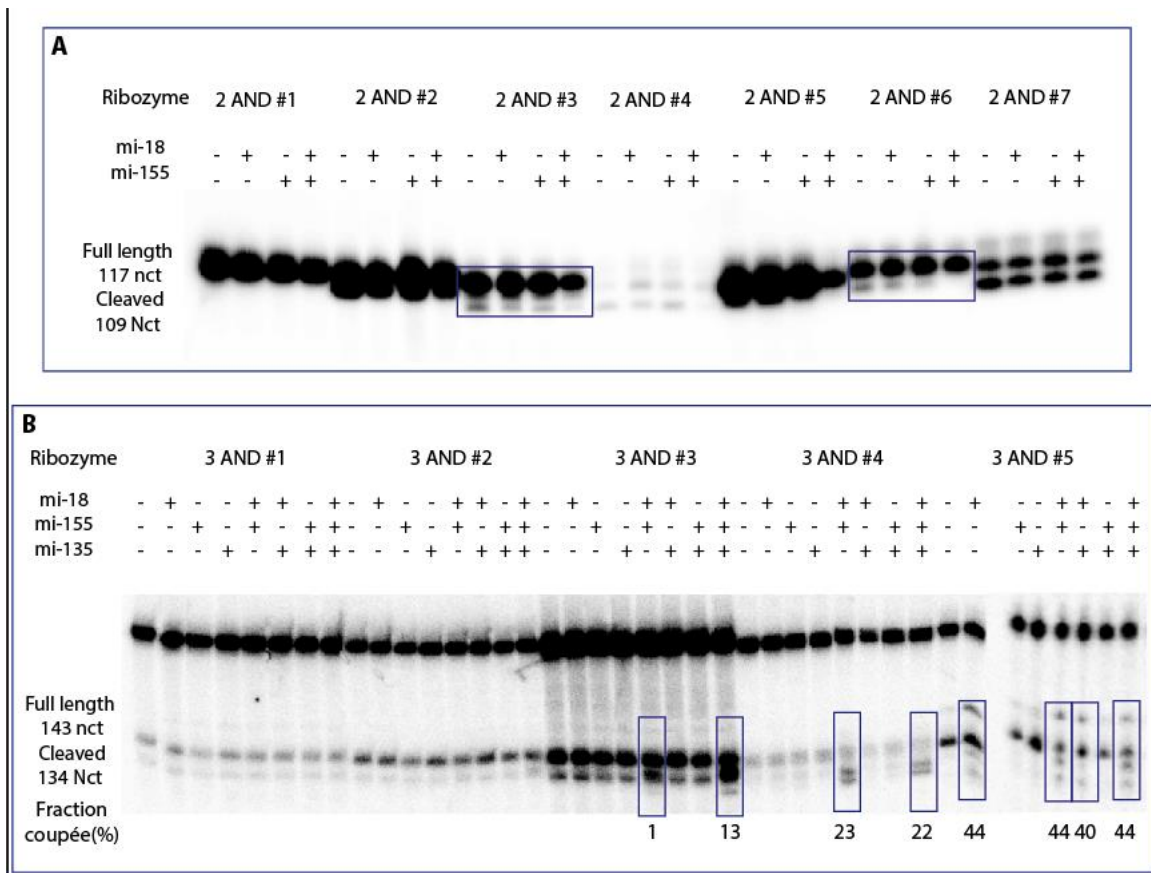 A
Ribozyme 2 AND #1 2 AND #2 2 AND #3 2 AND #4 2 AND #5 2 AND #6 2 AND #7
mi-18 - + - + - + - + - + - + - + - + - + - + - + - + - + - +
mi-155 - - + + - - + + - - + + - - + + - - + + - - + + - - + +
Full length
117 nct
Cleaved
109 Nct
B
Ribozyme 3 AND #1 3 AND #2 3 AND #3 3 AND #4 3 AND #5
mi-18 - + - - + + - + - + - - + + - + - + - - + + - + - + - - + + - + - + - - + + - +
mi-155 - - + - + - + + - - + - + - + + - - + - + - + + - - + - + - + + - - + - + - + +
mi-135 - - - + - + + + - - - + - + + + - - - + - + + + - - - + - + + + - - - + - + + +
Full length
143 nct
Cleaved
134 Nct
Fraction
coupée(%) 1 13 23 22 44 44 40 44